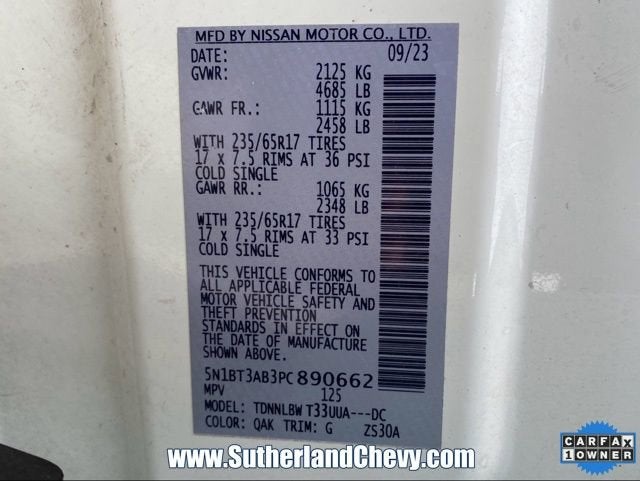 MFD BY NISSAN MOTOR CO., LTD.
DATE: 09/23
GVWR: 2125 KG
4685 LB
GAWR FR.: 1115 KG
2458 LB
WITH 235/65R17 TIRES
17 x 7.5 RIMS AT 36 PSI
COLD SINGLE
GAWR RR.: 1065 KG
2348 LB
WITH 235/65R17 TIRES
17 x 7.5 RIMS AT 33 PSI
COLD SINGLE
THIS VEHICLE CONFORMS TO
ALL APPLICABLE FEDERAL
MOTOR VEHICLE SAFETY AND
THEFT PREVENTION
STANDARDS IN EFFECT ON
THE DATE OF MANUFACTURE
SHOWN ABOVE.
5N1BT3AB3PC890662
MPV 125
MODEL: TDNNLBW T33UUA---DC
COLOR: QAK TRIM: G ZS30A
www.SutherlandChevy.com
CARFAX
1 OWNER